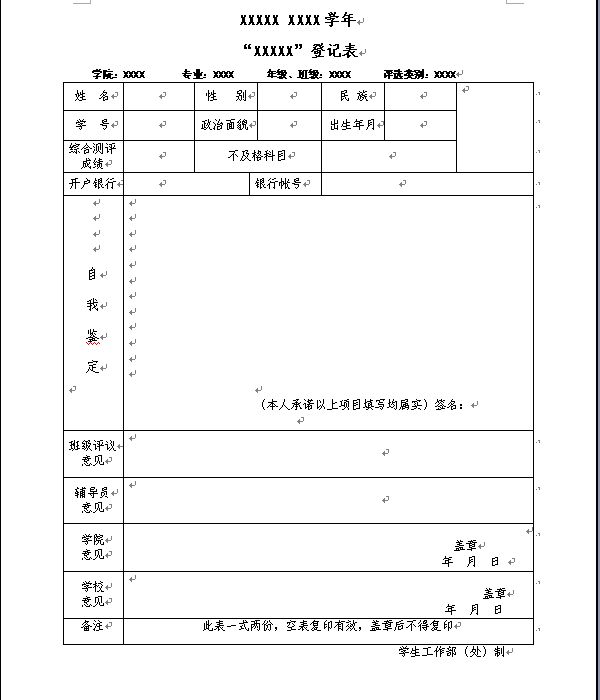 XXXXX XXXX 学年
“XXXXX”登记表
学院：XXXX 专业：XXXX 年级、班级：XXXX 评选类别：XXXX
姓 名 性 别 民 族
学 号 政治面貌 出生年月
综合测评
成绩
不及格科目
开户银行 银行帐号
自
我
鉴
定
（本人承诺以上项目填写均属实）签名：
班级评议
意见
辅导员
意见
学院
意见
盖章
年 月 日
学校
意见
盖章
年 月 日
备注 此表一式两份，空表复印有效，盖章后不得复印
学生工作部（处）制